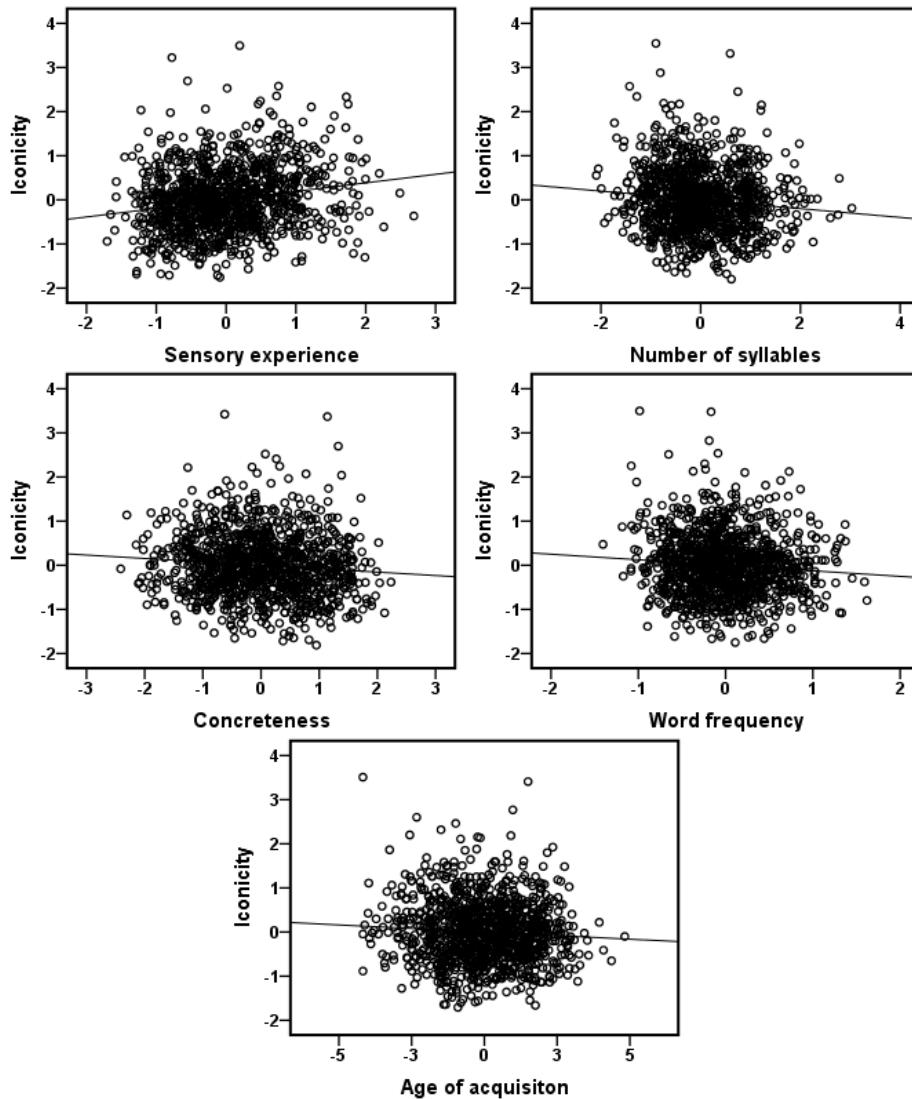 4
3
2
1
0
-1
-2
Iconicity
-2 -1 0 1 2 3
Sensory experience
4
3
2
1
0
-1
-2
Iconicity
-2 0 2 4
Number of syllables
4
3
2
1
0
-1
-2
Iconicity
-3 -2 -1 0 1 2 3
Concreteness
4
3
2
1
0
-1
-2
Iconicity
-2 -1 0 1 2
Word frequency
4
3
2
1
0
-1
-2
Iconicity
-5 -3 0 3 5
Age of acquisiton